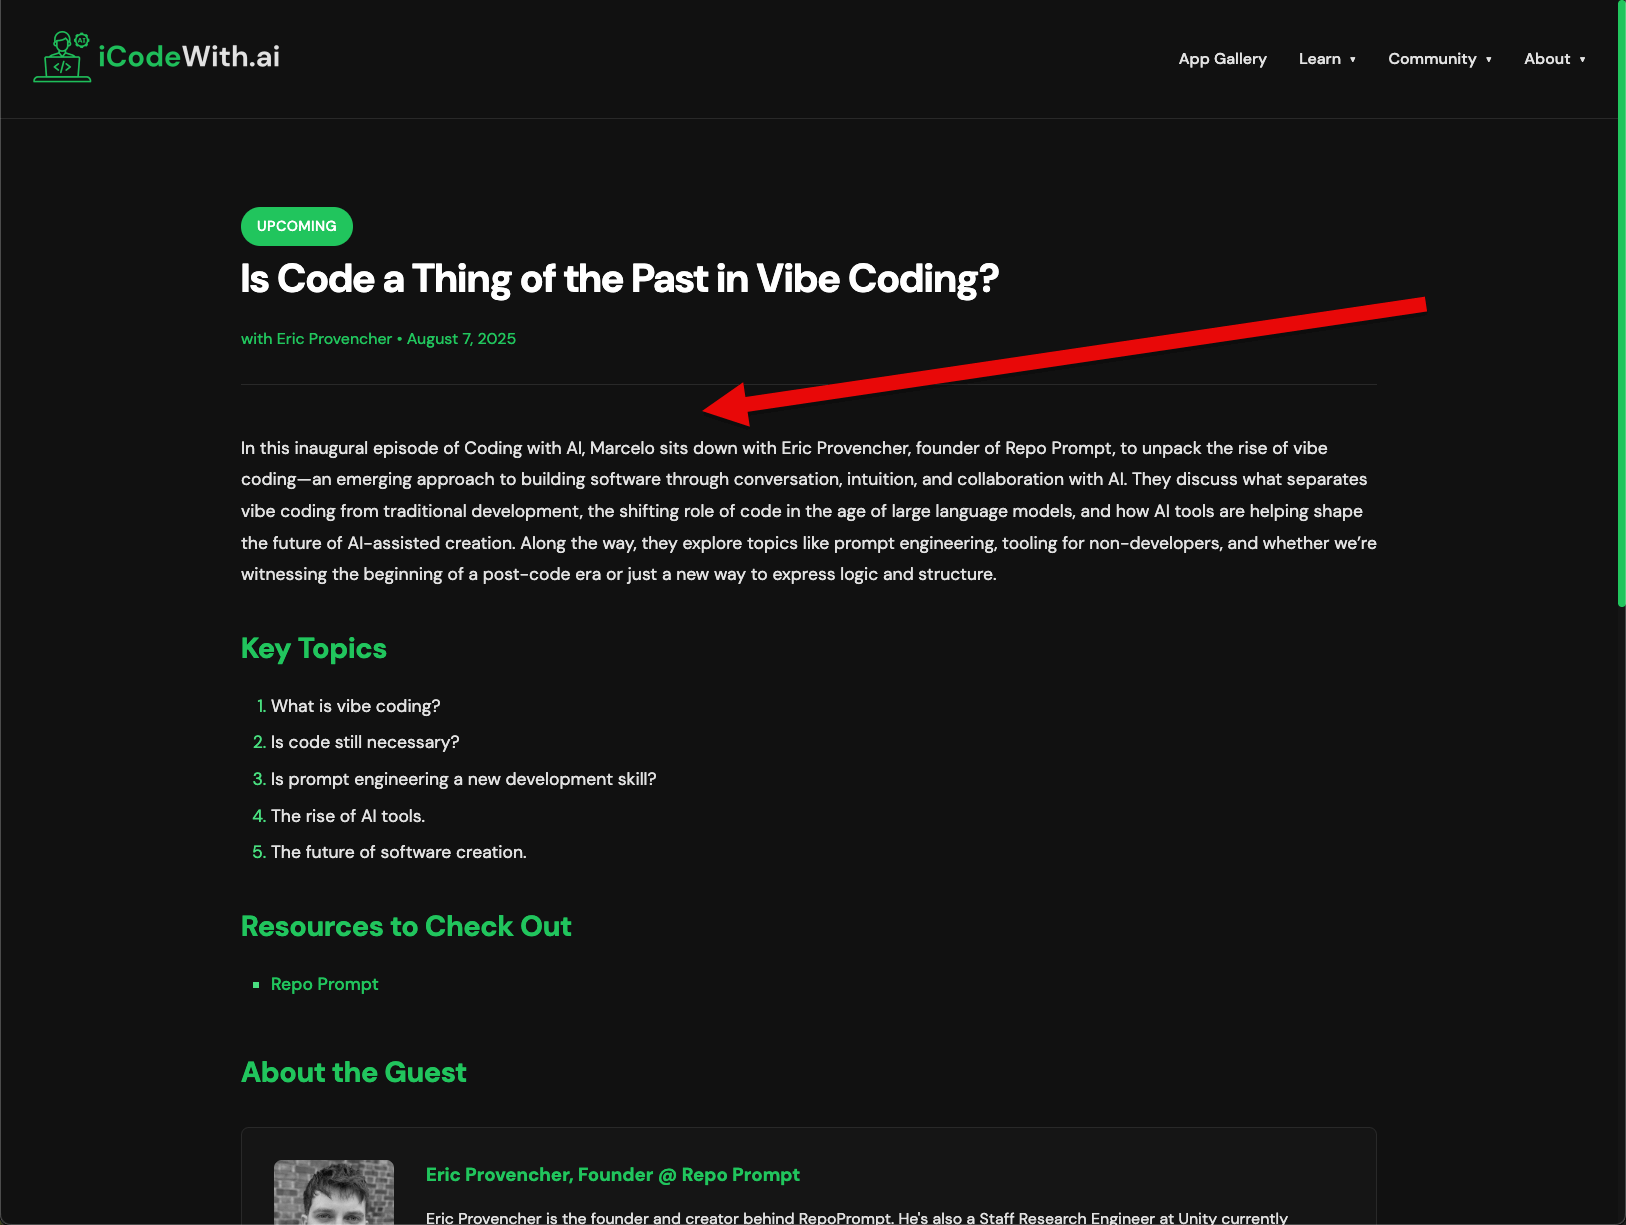 AI
</>
iCodeWith.ai
App Gallery Learn ▼ Community ▼ About ▼
UPCOMING
Is Code a Thing of the Past in Vibe Coding?
with Eric Provencher • August 7, 2025
In this inaugural episode of Coding with AI, Marcelo sits down with Eric Provencher, founder of Repo Prompt, to unpack the rise of vibe
coding—an emerging approach to building software through conversation, intuition, and collaboration with AI. They discuss what separates
vibe coding from traditional development, the shifting role of code in the age of large language models, and how AI tools are helping shape
the future of AI-assisted creation. Along the way, they explore topics like prompt engineering, tooling for non-developers, and whether we’re
witnessing the beginning of a post-code era or just a new way to express logic and structure.
Key Topics
1. What is vibe coding?
2. Is code still necessary?
3. Is prompt engineering a new development skill?
4. The rise of AI tools.
5. The future of software creation.
Resources to Check Out
▪ Repo Prompt
About the Guest
Eric Provencher, Founder @ Repo Prompt
Eric Provencher is the founder and creator behind RepoPrompt. He's also a Staff Research Engineer at Unity currently